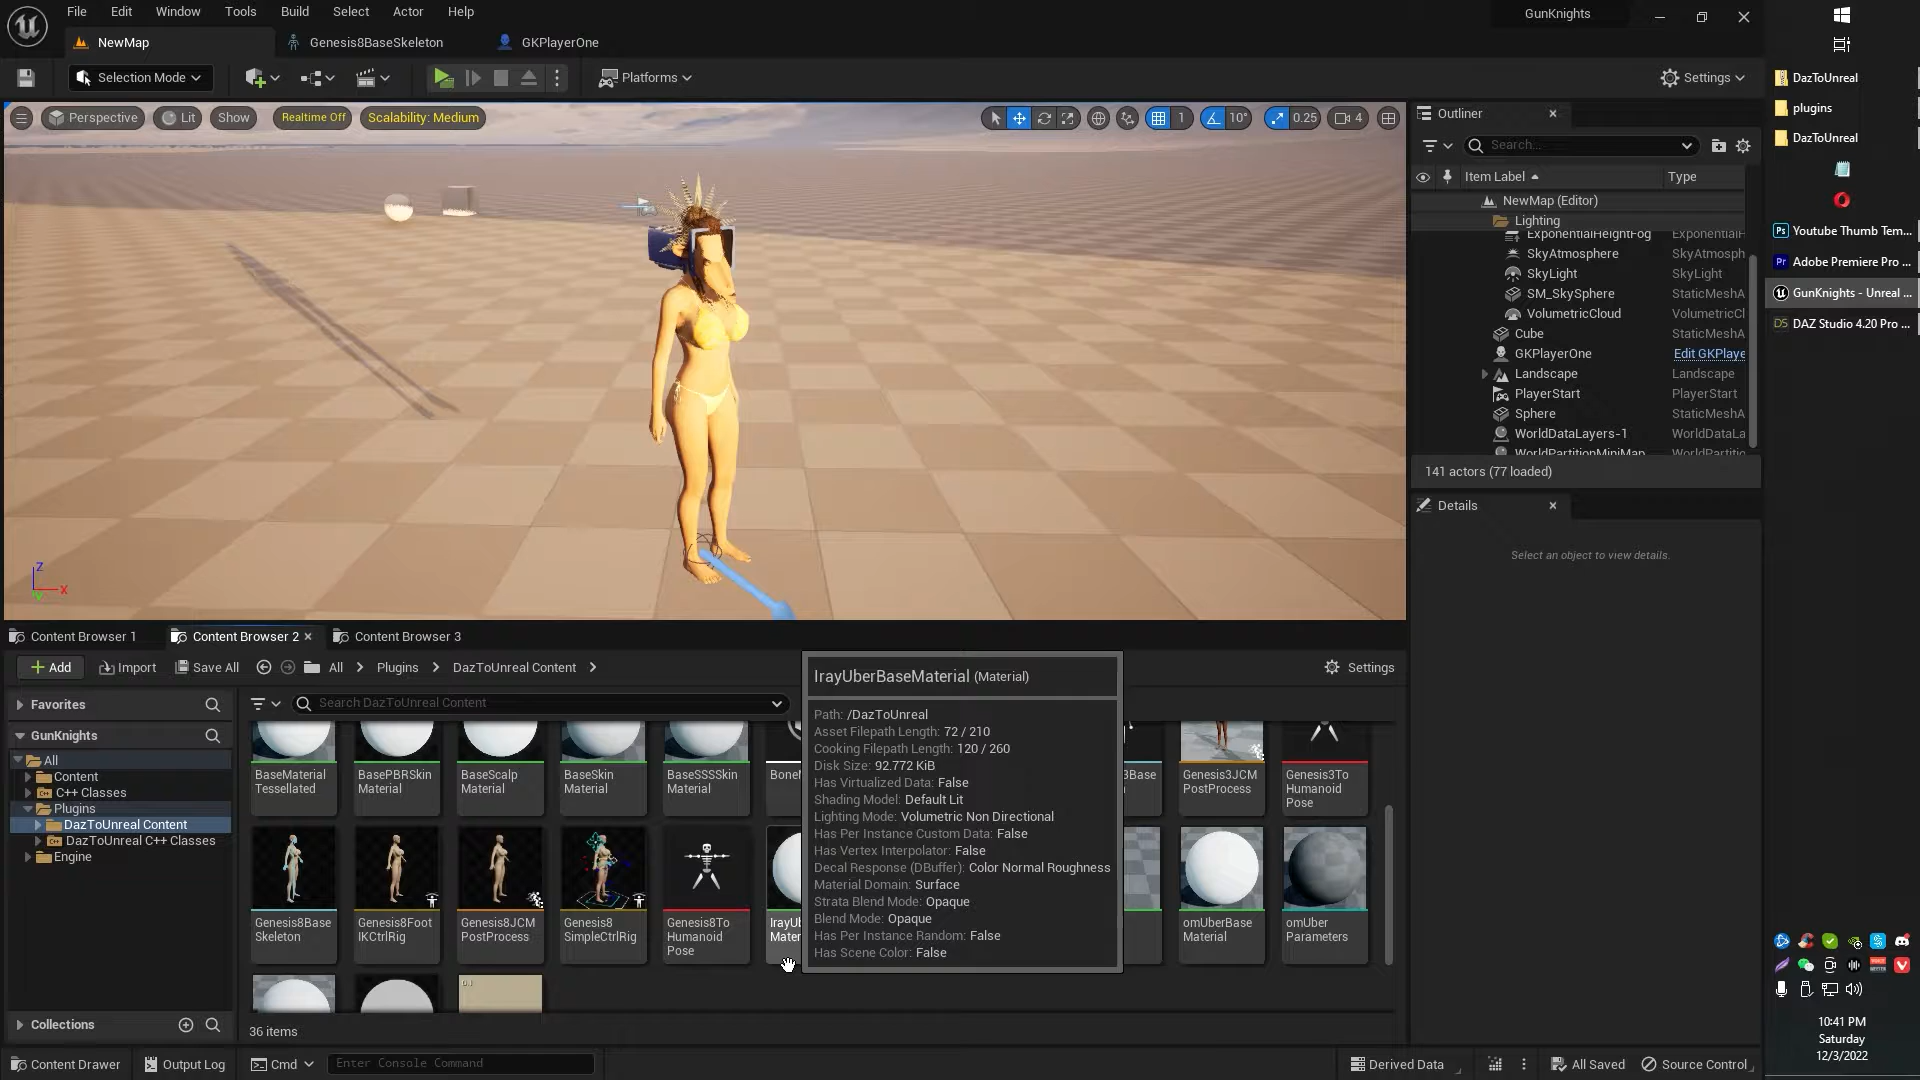 File Edit Window Tools Build Select Actor Help
GunKnights
NewMap
Genesis8BaseSkeleton
GKPlayerOne
Selection Mode
Platforms
Settings
Perspective
Lit
Show
Realtime Off
Scalability: Medium
1
10°
0.25
4
Outliner
Search...
Item Label
Type
NewMap (Editor)
Lighting
ExponentialHeightFog ExponentialH
SkyAtmosphere SkyAtmosph
SkyLight SkyLight
SM_SkySphere StaticMeshA
VolumetricCloud VolumetricCl
Cube StaticMeshA
GKPlayerOne Edit GKPlaye
Landscape Landscape
PlayerStart PlayerStart
Sphere StaticMeshA
WorldDataLayers-1 WorldDataLa
WorldPartitionMiniMap WorldPartitio
141 actors (77 loaded)
Details
Select an object to view details.
Z
X
Content Browser 1
Content Browser 2
Content Browser 3
Add
Import
Save All
All
Plugins
DazToUnreal Content
Settings
Favorites
GunKnights
All
Content
C++ Classes
Plugins
DazToUnreal Content
DazToUnreal C++ Classes
Engine
Collections
Search DazToUnreal Content
BaseMaterial
Tessellated
BasePBRSkin
Material
BaseScalp
Material
BaseSkin
Material
BaseSSSSkin
Material
BoneM
3Base
Genesis3JCM
PostProcess
Genesis3To
Humanoid
Pose
Genesis8Base
Skeleton
Genesis8Foot
IKCtrlRig
Genesis8JCM
PostProcess
Genesis8
SimpleCtrlRig
Genesis8To
Humanoid
Pose
IrayUb
Mater
omUberBase
Material
omUber
Parameters
36 items
IrayUberBaseMaterial (Material)
Path: /DazToUnreal
Asset Filepath Length: 72 / 210
Cooking Filepath Length: 120 / 260
Disk Size: 92.772 KiB
Has Virtualized Data: False
Shading Model: Default Lit
Lighting Mode: Volumetric Non Directional
Has Per Instance Custom Data: False
Has Vertex Interpolator: False
Decal Response (DBuffer): Color Normal Roughness
Material Domain: Surface
Strata Blend Mode: Opaque
Blend Mode: Opaque
Has Per Instance Random: False
Has Scene Color: False
Content Drawer
Output Log
Cmd
Enter Console Command
Derived Data
All Saved
Source Control
DazToUnreal
plugins
DazToUnreal
Ps Youtube Thumb Tem...
Pr Adobe Premiere Pro ...
GunKnights - Unreal ...
DS DAZ Studio 4.20 Pro ...
10:41 PM
Saturday
12/3/2022